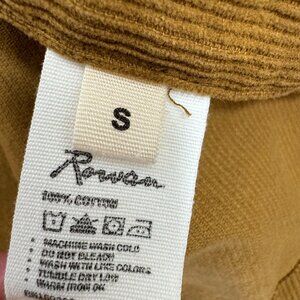 S
Rowan
100% COTTON
• MACHINE WASH COLD
• DO NOT BLEACH
• WASH WITH LIKE COLORS
• TUMBLE DRY LOW
• WARM IRON OK